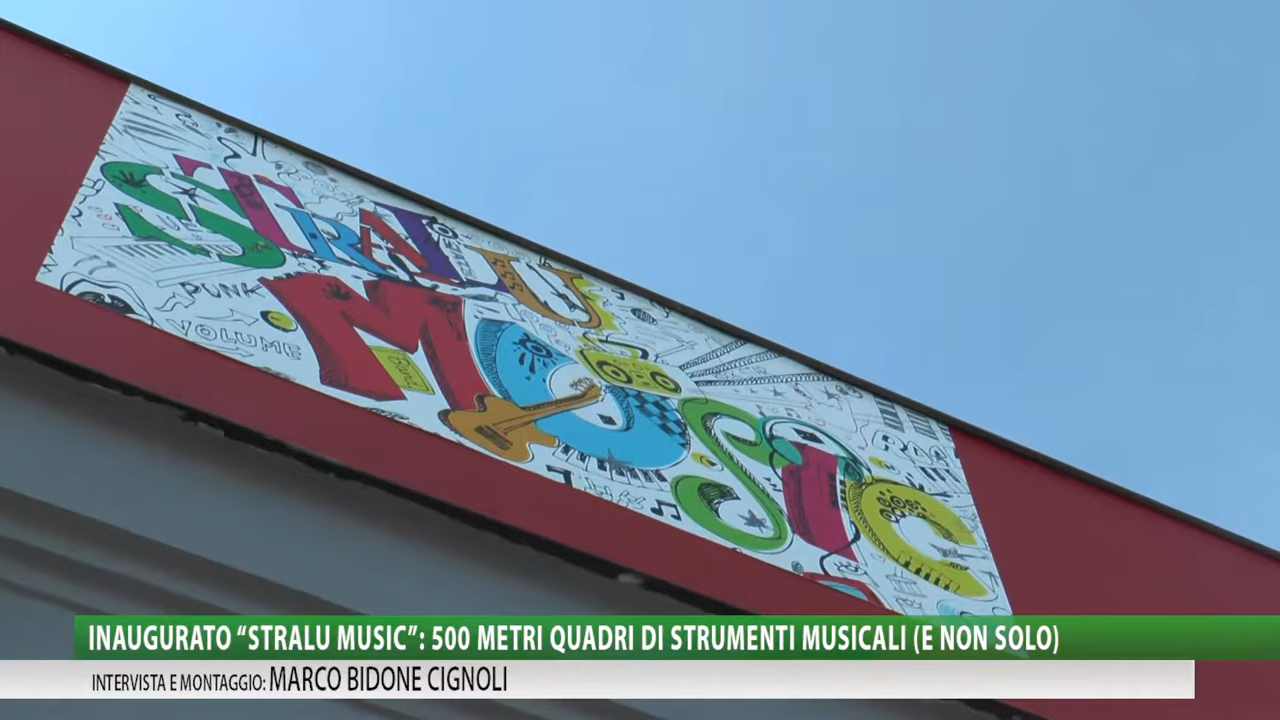 STRALU
MUSIC
PUNK
VOLUME
INAUGURATO “STRALU MUSIC”: 500 METRI QUADRI DI STRUMENTI MUSICALI (E NON SOLO)
INTERVISTA E MONTAGGIO: MARCO BIDONE CIGNOLI